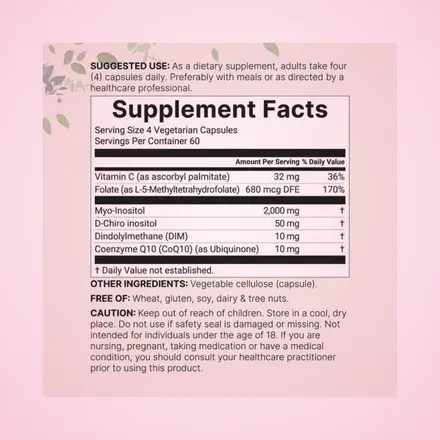 SUGGESTED USE: As a dietary supplement, adults take four
(4) capsules daily. Preferably with meals or as directed by a
healthcare professional.
Supplement Facts
Serving Size 4 Vegetarian Capsules
Servings Per Container 60
Amount Per Serving % Daily Value
Vitamin C (as ascorbyl palmitate) 32 mg 36%
Folate (as L-5-Methyltetrahydrofolate) 680 mcg DFE 170%
Myo-Inositol 2,000 mg †
D-Chiro inositol 50 mg †
Dindolylmethane (DIM) 10 mg †
Coenzyme Q10 (CoQ10) (as Ubiquinone) 10 mg †
† Daily Value not established.
OTHER INGREDIENTS: Vegetable cellulose (capsule).
FREE OF: Wheat, gluten, soy, dairy & tree nuts.
CAUTION: Keep out of reach of children. Store in a cool, dry
place. Do not use if safety seal is damaged or missing. Not
intended for individuals under the age of 18. If you are
nursing, pregnant, taking medication or have a medical
condition, you should consult your healthcare practitioner
prior to using this product.